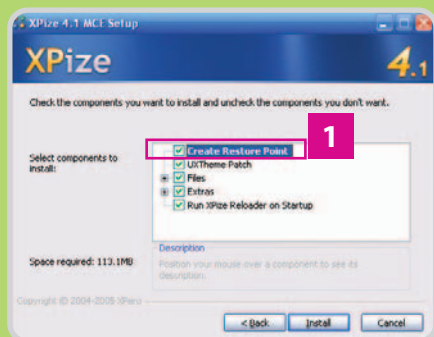 XPize 4.1 MCE Setup
XPize
4.1
Check the components you want to install and uncheck the components you don't want.
1
Select components to
install:
Create Restore Point
UXTheme Patch
Files
Extras
Run XPize Reloader on Startup
Space required: 113.1MB
Description
Position your mouse over a component to see its
description.
Copyright © 2004-2005 XPero
< Back
Install
Cancel